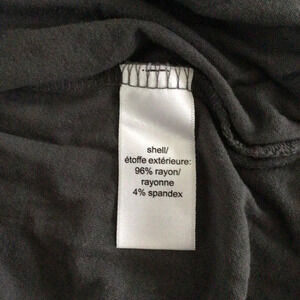 shell/
étoffe extérieure:
96% rayon/
rayonne
4% spandex